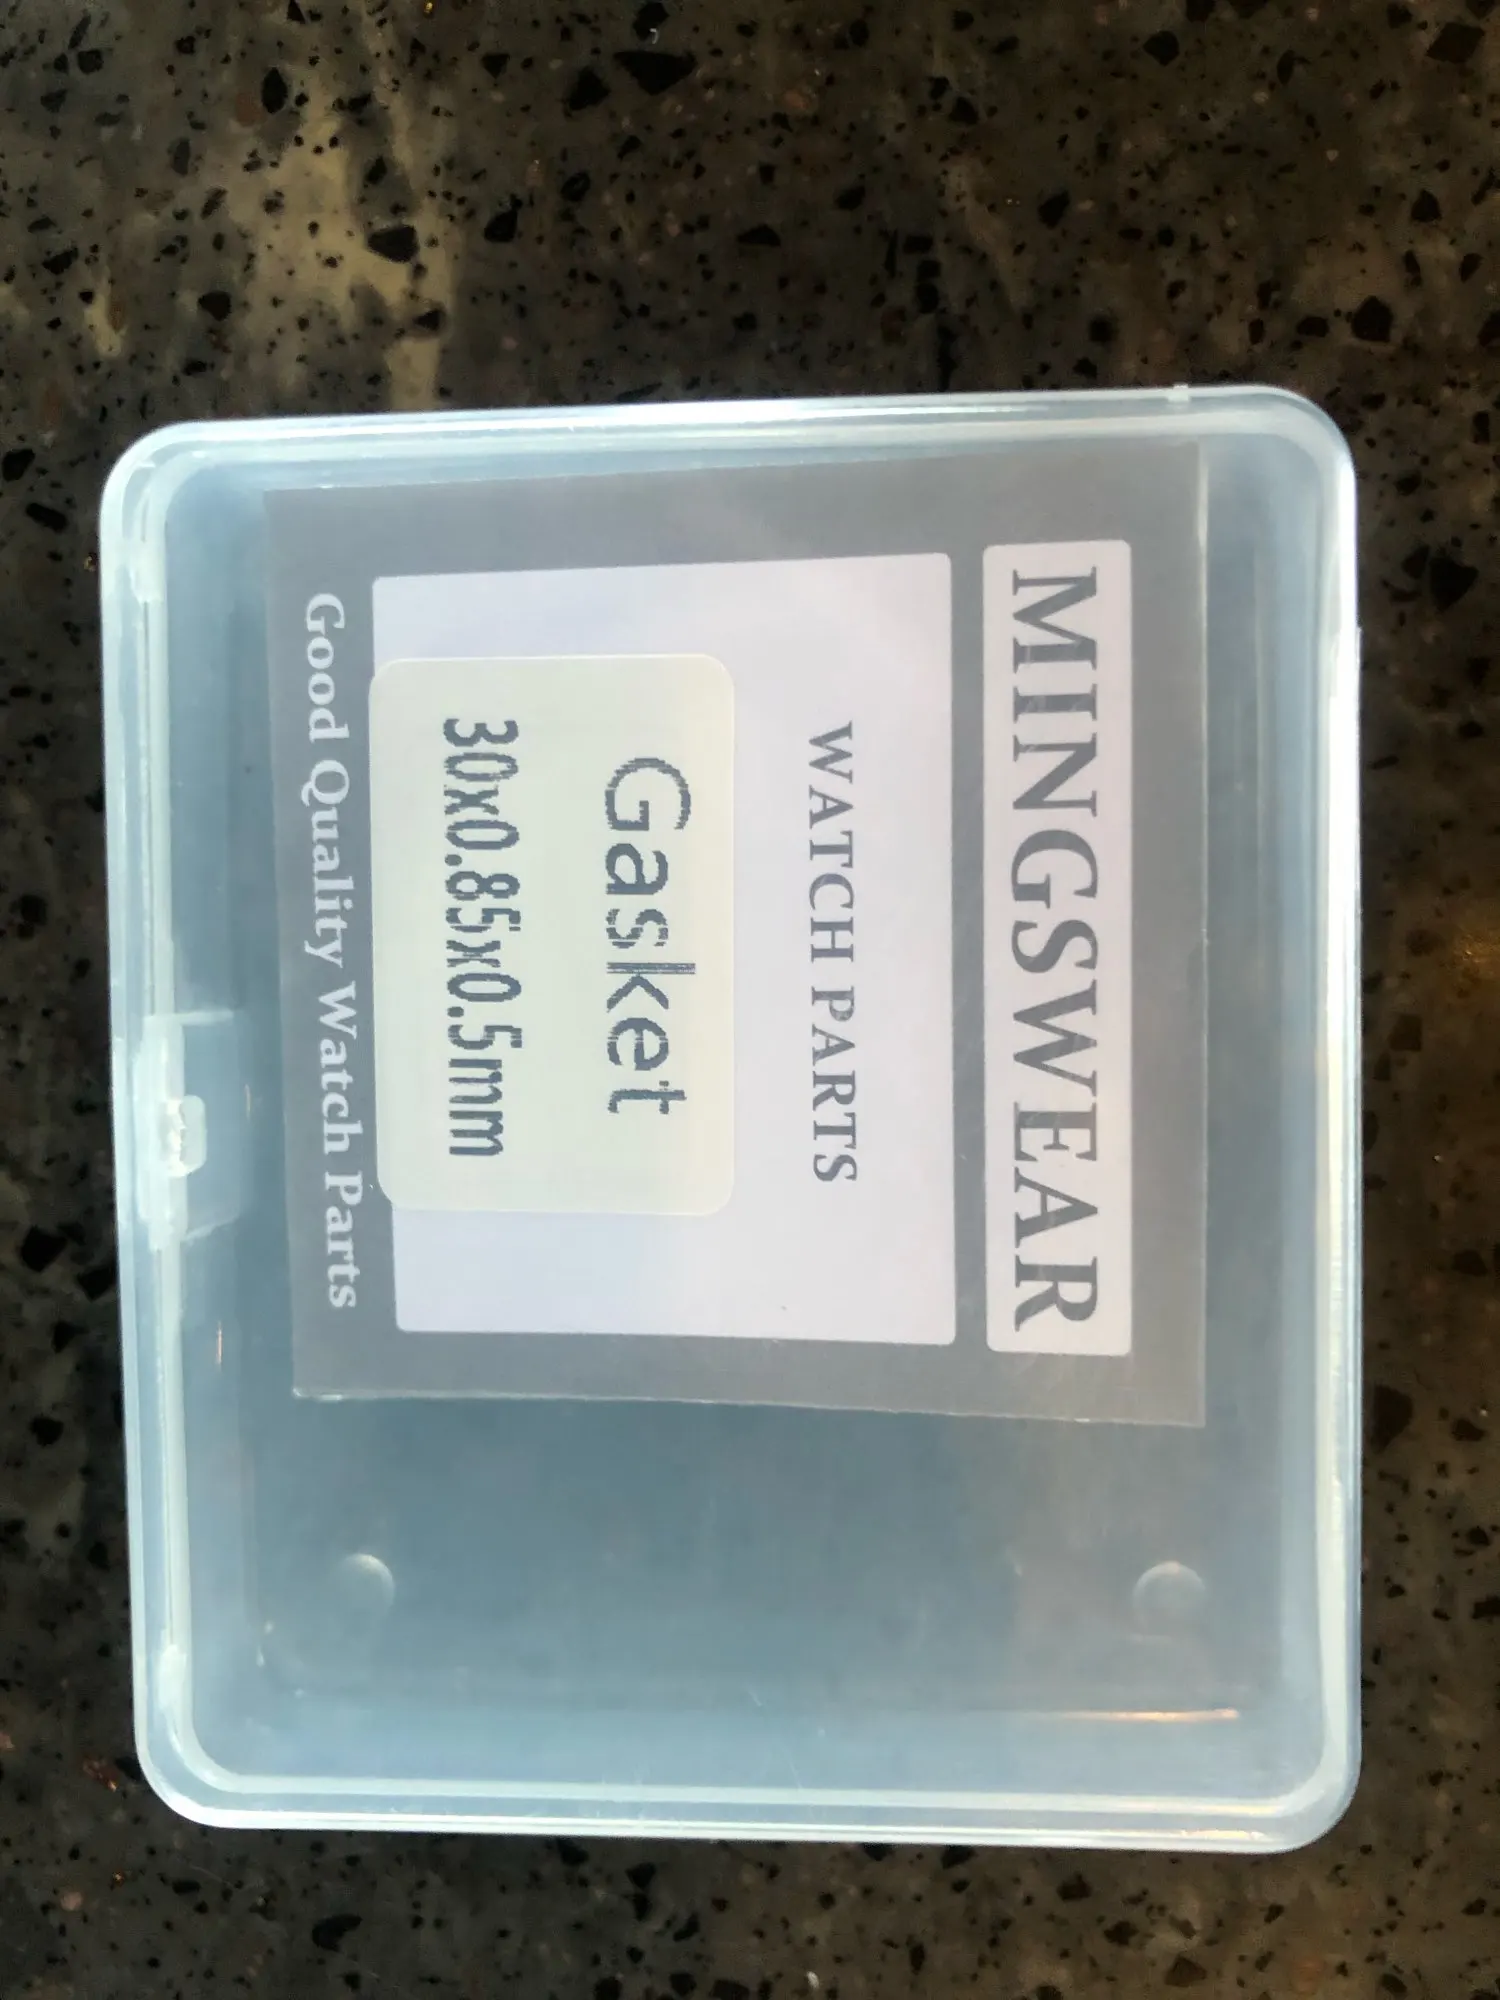 MINGSWEAR
WATCH PARTS
Gasket
30x0.85x0.5mm
Good Quality Watch Parts